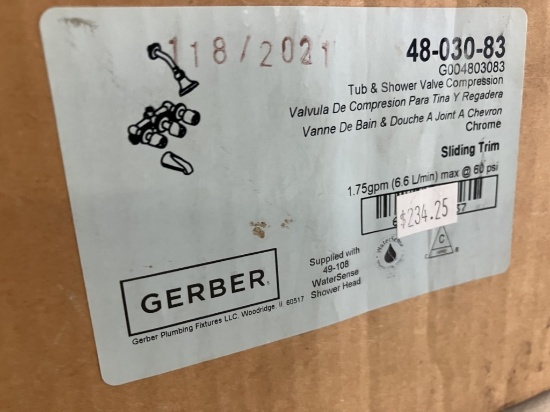 118/2021
48-030-83
G004803083
Tub & Shower Valve Compression
Valvula De Compresion Para Tina Y Regadera
Vanne De Bain & Douche A Joint A Chevron
Chrome
Sliding Trim
1.75gpm (6.6 L/min) max @ 60 psi
$234.25
Supplied with
49-108
WaterSense
Shower Head
WaterSense
C
GERBER
Gerber Plumbing Fixtures LLC, Woodridge, IL 60517